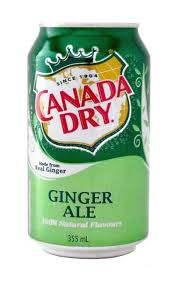 SINCE 1904
CANADA
DRY
Made from
Real Ginger
GINGER
ALE
100% Natural Flavours
355 mL